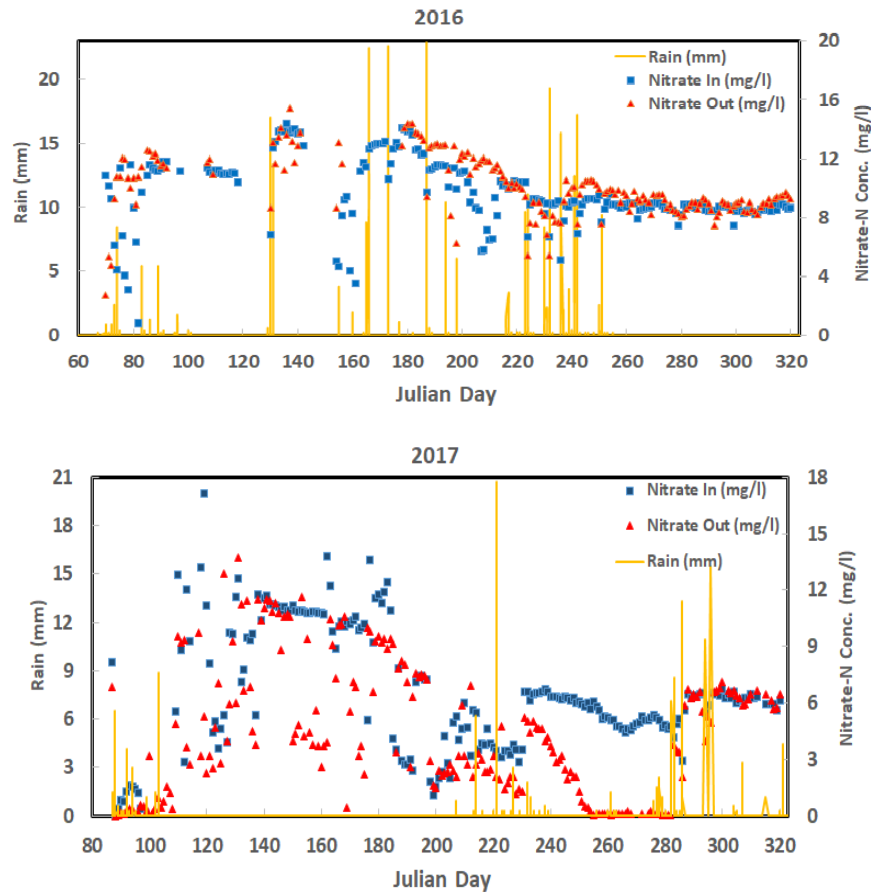 2016
Rain (mm)
Nitrate In (mg/l)
Nitrate Out (mg/l)
Rain (mm)
Nitrate-N Conc. (mg/l)
20
16
12
8
4
0
20
15
10
5
0
60 80 100 120 140 160 180 200 220 240 260 280 300 320
Julian Day
2017
Nitrate In (mg/l)
Nitrate Out (mg/l)
Rain (mm)
Rain (mm)
Nitrate-N Conc. (mg/l)
21
18
15
12
9
6
3
0
18
15
12
9
6
3
0
80 100 120 140 160 180 200 220 240 260 280 300 320
Julian Day